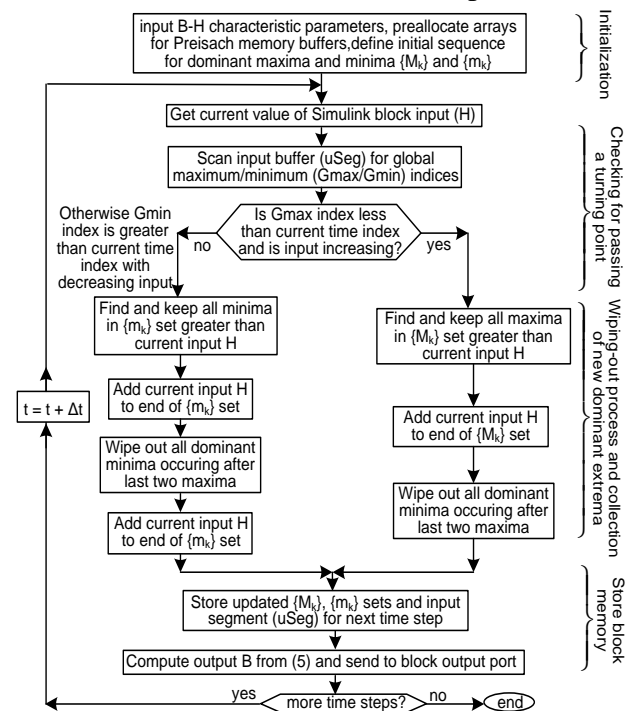 input B-H characteristic parameters, preallocate arrays
for Preisach memory buffers,define initial sequence
for dominant maxima and minima {Mk} and {mk}
Initialization
Get current value of Simulink block input (H)
Scan input buffer (uSeg) for global
maximum/minimum (Gmax/Gmin) indices
Checking for passing
a turning point
Is Gmax index less
than current time index
and is input increasing?
no
yes
Otherwise Gmin
index is greater
than current time
index with
decreasing input
Find and keep all minima
in {mk} set greater than
current input H
Add current input H
to end of {mk} set
Wipe out all dominant
minima occuring after
last two maxima
Add current input H
to end of {mk} set
Find and keep all maxima
in {Mk} set greater than
current input H
Add current input H
to end of {Mk} set
Wipe out all dominant
minima occuring after
last two maxima
Wiping-out process and collection
of new dominant extrema
t = t + Δt
Store updated {Mk}, {mk} sets and input
segment (uSeg) for next time step
Compute output B from (5) and send to block output port
Store block
memory
yes
more time steps?
no
end